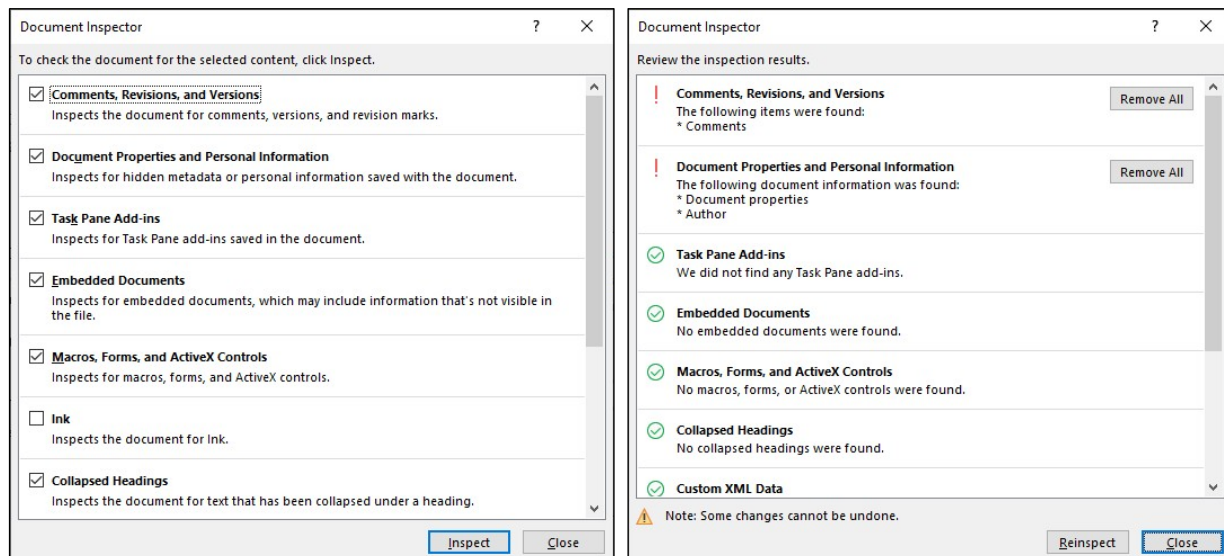 Document Inspector ?
To check the document for the selected content, click Inspect.
Comments, Revisions, and Versions
Inspects the document for comments, versions, and revision marks.
Document Properties and Personal Information
Inspects for hidden metadata or personal information saved with the document.
Task Pane Add-ins
Inspects for Task Pane add-ins saved in the document.
Embedded Documents
Inspects for embedded documents, which may include information that's not visible in
the file.
Macros, Forms, and ActiveX Controls
Inspects for macros, forms, and ActiveX controls.
Ink
Inspects the document for Ink.
Collapsed Headings
Inspects the document for text that has been collapsed under a heading.
Inspect Close
Document Inspector ?
Review the inspection results.
! Comments, Revisions, and Versions Remove All
The following items were found:
* Comments
! Document Properties and Personal Information Remove All
The following document information was found:
* Document properties
* Author
Task Pane Add-ins
We did not find any Task Pane add-ins.
Embedded Documents
No embedded documents were found.
Macros, Forms, and ActiveX Controls
No macros, forms, or ActiveX controls were found.
Collapsed Headings
No collapsed headings were found.
Custom XML Data
Note: Some changes cannot be undone.
Reinspect Close